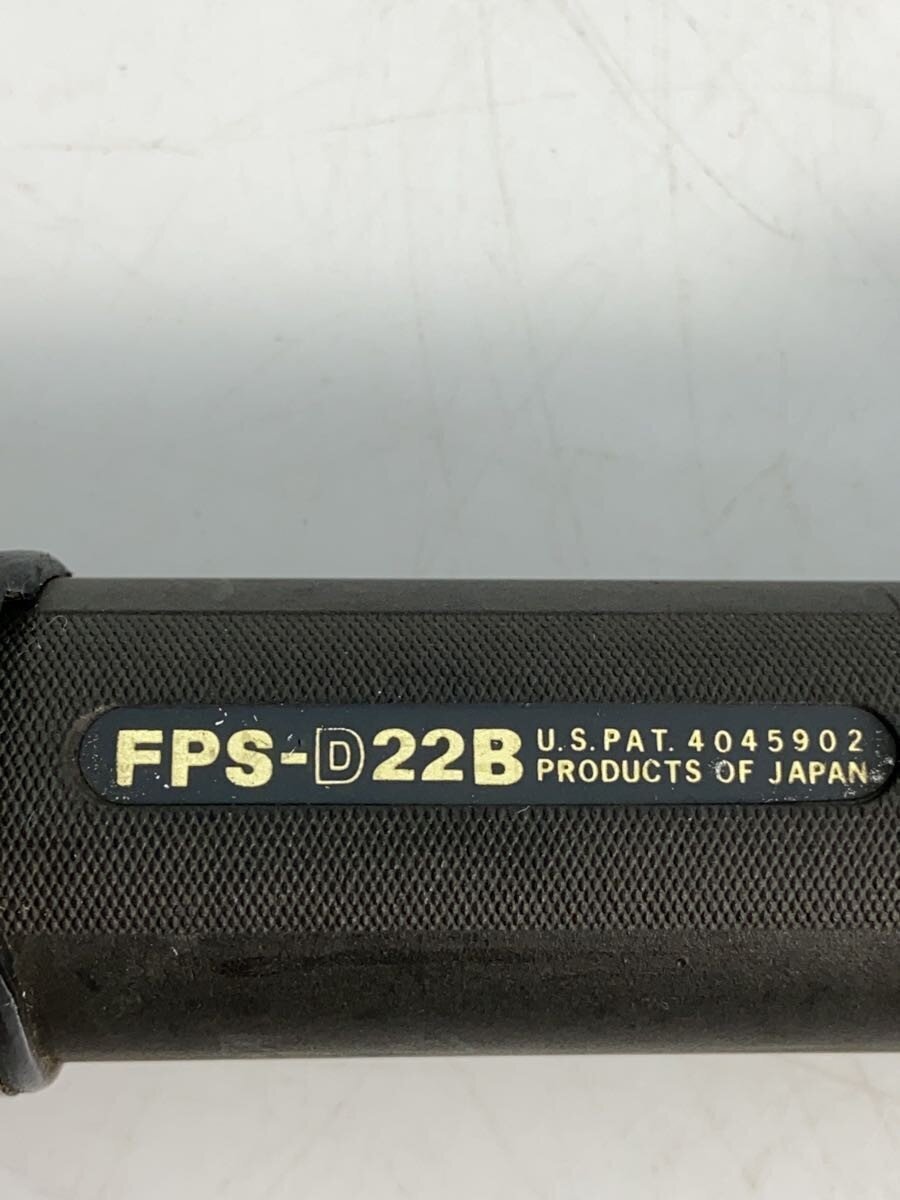 FPS-D22B
U.S.PAT. 4045902
PRODUCTS OF JAPAN